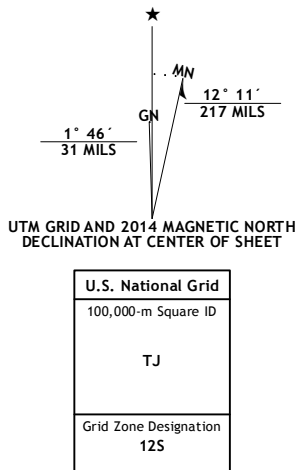 MN
GN
12° 11´
217 MILS
1° 46´
31 MILS
UTM GRID AND 2014 MAGNETIC NORTH
DECLINATION AT CENTER OF SHEET
U.S. National Grid
100,000-m Square ID
TJ
Grid Zone Designation
12S